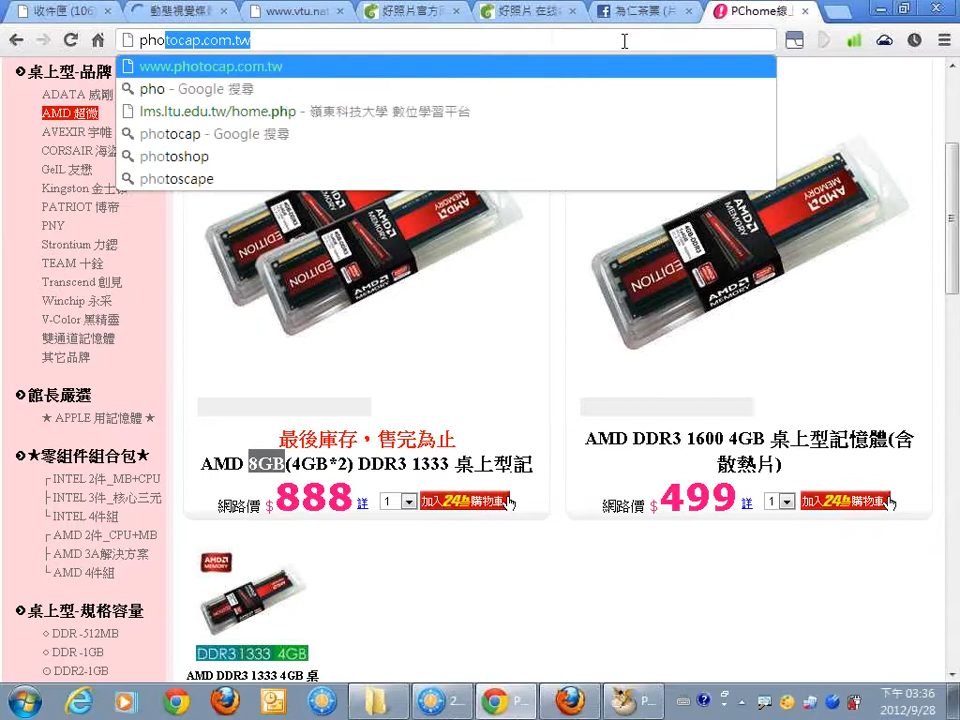 收件匣 (106
動態視覺媒體
www.vtu.nat
好照片官方
好照片 在線
為仁茶票 (片
PChome線上
photocap.com.tw
www.photocap.com.tw
pho - Google 搜尋
lms.ltu.edu.tw/home.php - 嶺東科技大學 數位學習平台
photocap - Google 搜尋
photoshop
photoscape
桌上型-品牌
ADATA 威剛
AMD 超微
AVEXIR 宇帷
CORSAIR 海盜
GeIL 友懋
Kingston 金士
PATRIOT 博帝
PNY
Strontium 力鍶
TEAM 十銓
Transcend 創見
Winchip 永采
V-Color 黑精靈
雙通道記憶體
其它品牌
館長嚴選
★ APPLE 用記憶體 ★
★零組件組合包★
┌ INTEL 2件_MB+CPU
├ INTEL 3件_核心三元
└ INTEL 4件組
┌ AMD 2件_CPU+MB
├ AMD 3A解決方案
└ AMD 4件組
桌上型-規格容量
○ DDR -512MB
○ DDR -1GB
⊙ DDR2-1GB
最後庫存，售完為止
AMD 8GB(4GB*2) DDR3 1333 桌上型記
網路價 $888 詳 1 加入24h購物車
AMD DDR3 1600 4GB 桌上型記憶體(含
散熱片)
網路價 $499 詳 1 加入24h購物車
AMD
DDR3 1333 4GB
AMD DDR3 1333 4GB 桌
AMD MEMORY
EDITION
4GB-DDR3
2...
P...
P...
下午 03:36
2012/9/28